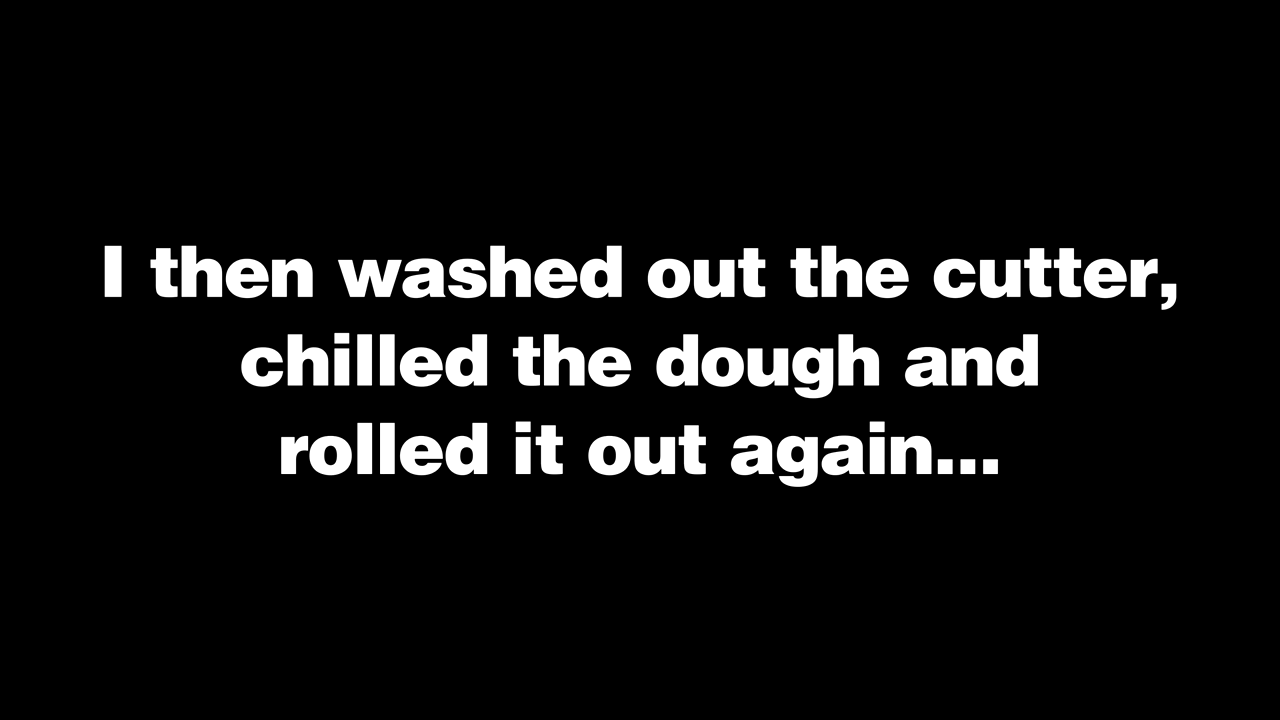 I then washed out the cutter,
chilled the dough and
rolled it out again...